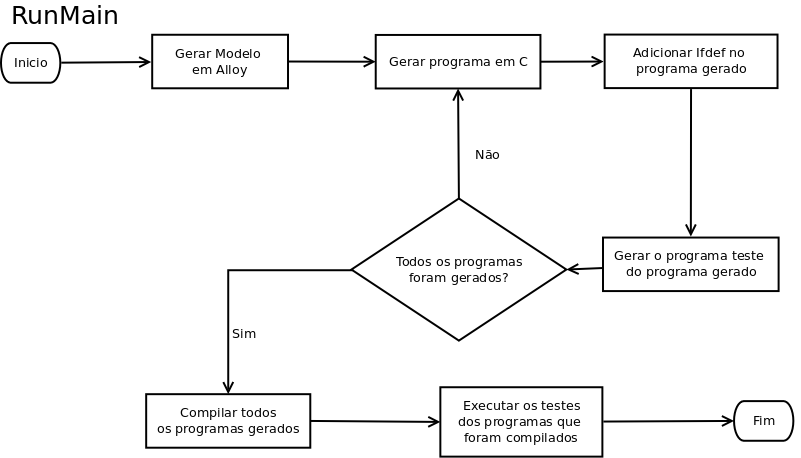 RunMain
Inicio
Gerar Modelo
em Alloy
Gerar programa em C
Adicionar Ifdef no
programa gerado
Não
Todos os programas
foram gerados?
Gerar o programa teste
do programa gerado
Sim
Compilar todos
os programas gerados
Executar os testes
dos programas que
foram compilados
Fim